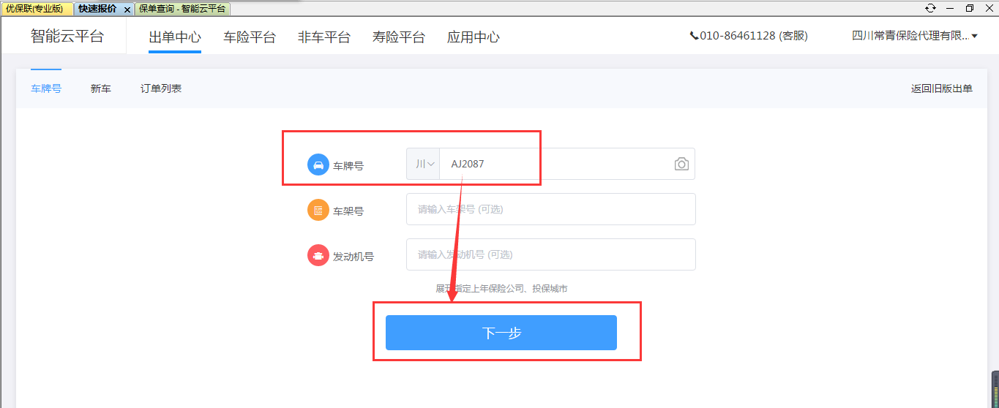 优保联(专业版) 快速报价 保单查询 - 智能云平台
智能云平台 出单中心 车险平台 非车平台 寿险平台 应用中心 010-86461128 (客服) 四川常青保险代理有限...
车牌号 新车 订单列表 返回旧版出单
车牌号 川 AJ2087
车架号 请输入车架号 (可选)
发动机号 请输入发动机号 (可选)
展开指定上年保险公司、投保城市
下一步